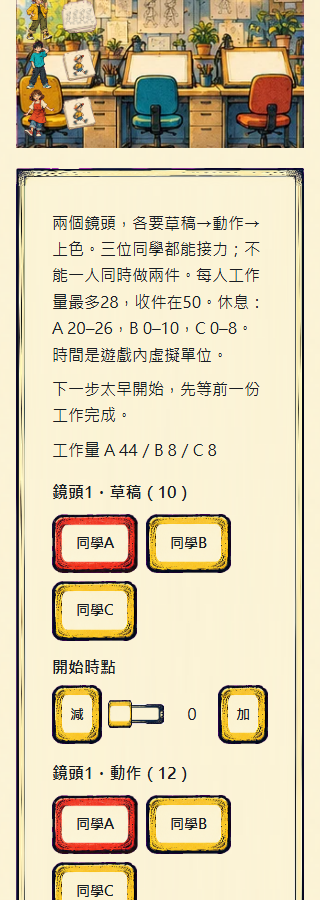 兩個鏡頭，各要草稿→動作→
上色。三位同學都能接力；不
能一人同時做兩件。每人工作
量最多28，收件在50。休息：
A 20–26，B 0–10，C 0–8。
時間是遊戲內虛擬單位。
下一步太早開始，先等前一份
工作完成。
工作量 A 44 / B 8 / C 8
鏡頭1・草稿（10）
同學A 同學B
同學C
開始時點
減 0 加
鏡頭1・動作（12）
同學A 同學B
同學C